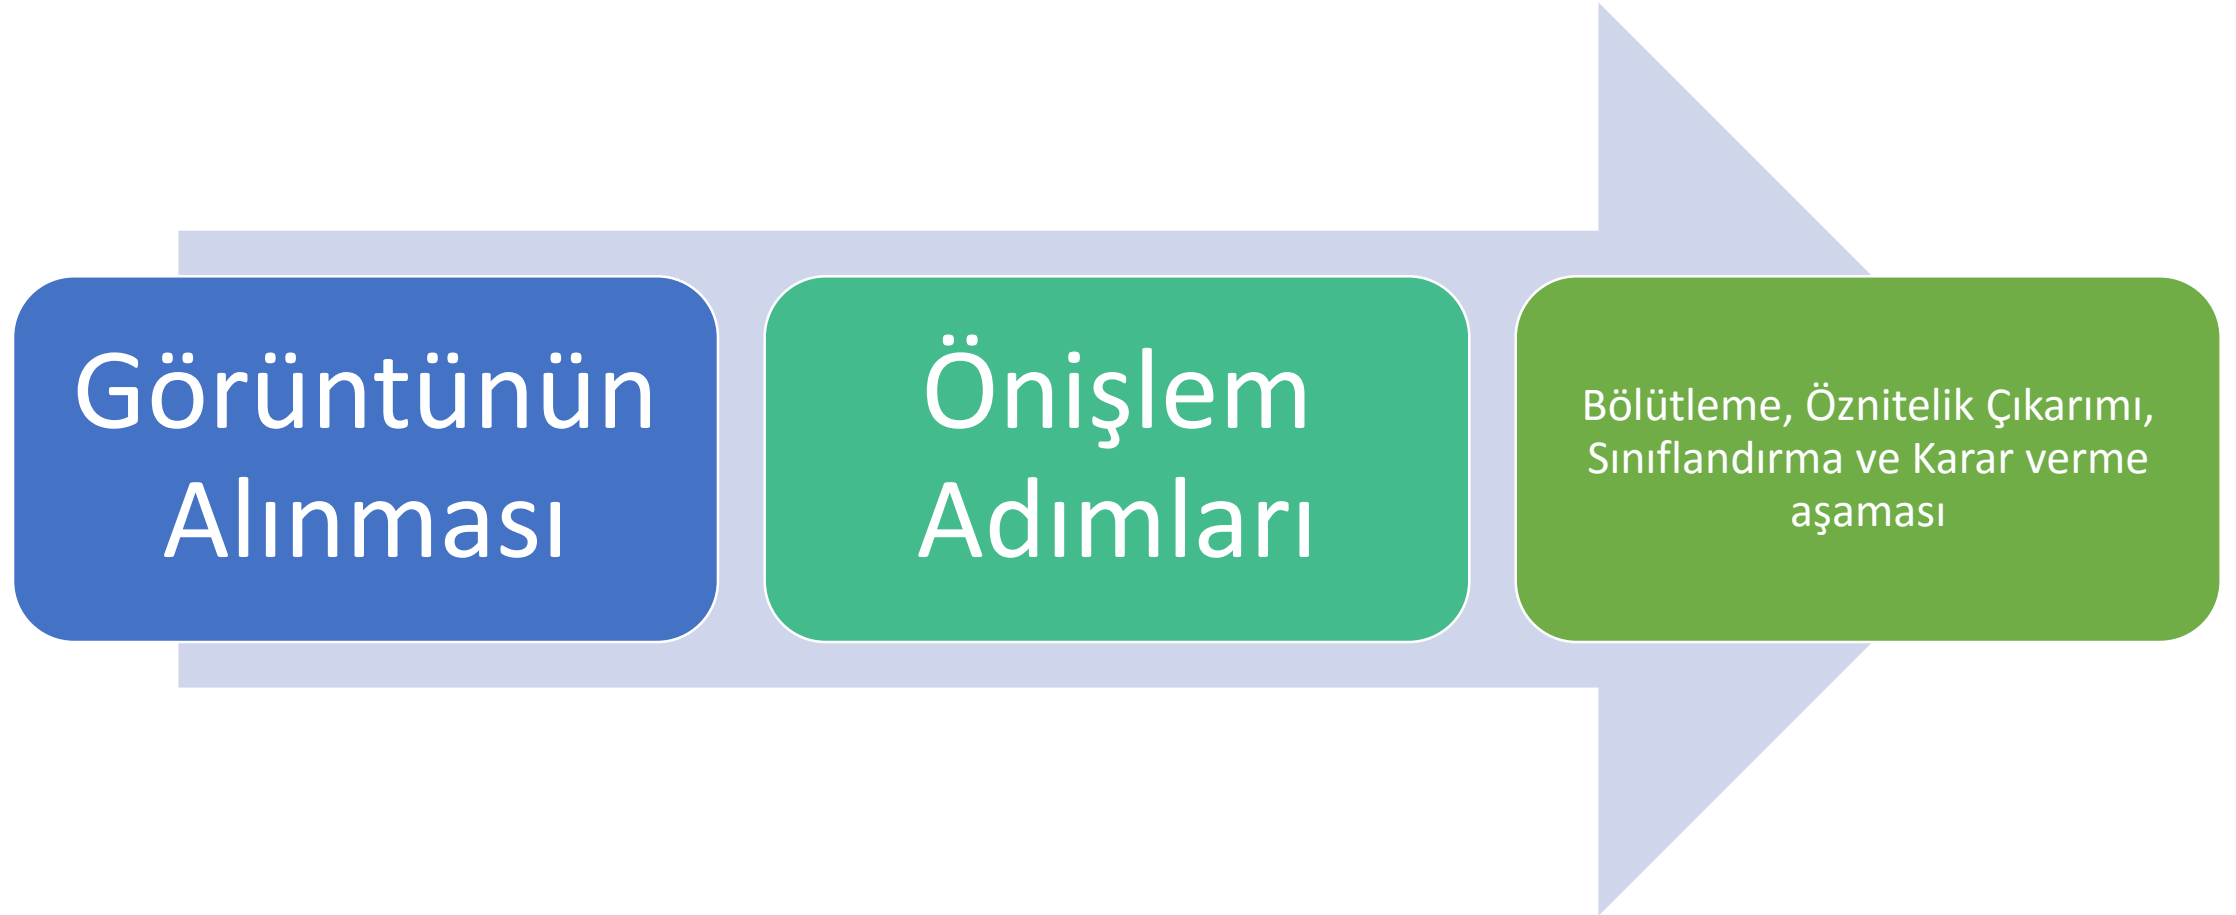 Görüntünün
Alınması
Önişlem
Adımları
Bölütleme, Öznitelik Çıkarımı,
Sınıflandırma ve Karar verme
aşaması